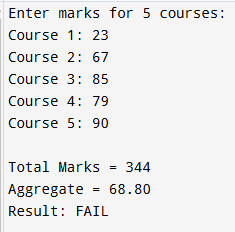 Enter marks for 5 courses:
Course 1: 23
Course 2: 67
Course 3: 85
Course 4: 79
Course 5: 90
Total Marks = 344
Aggregate = 68.80
Result: FAIL